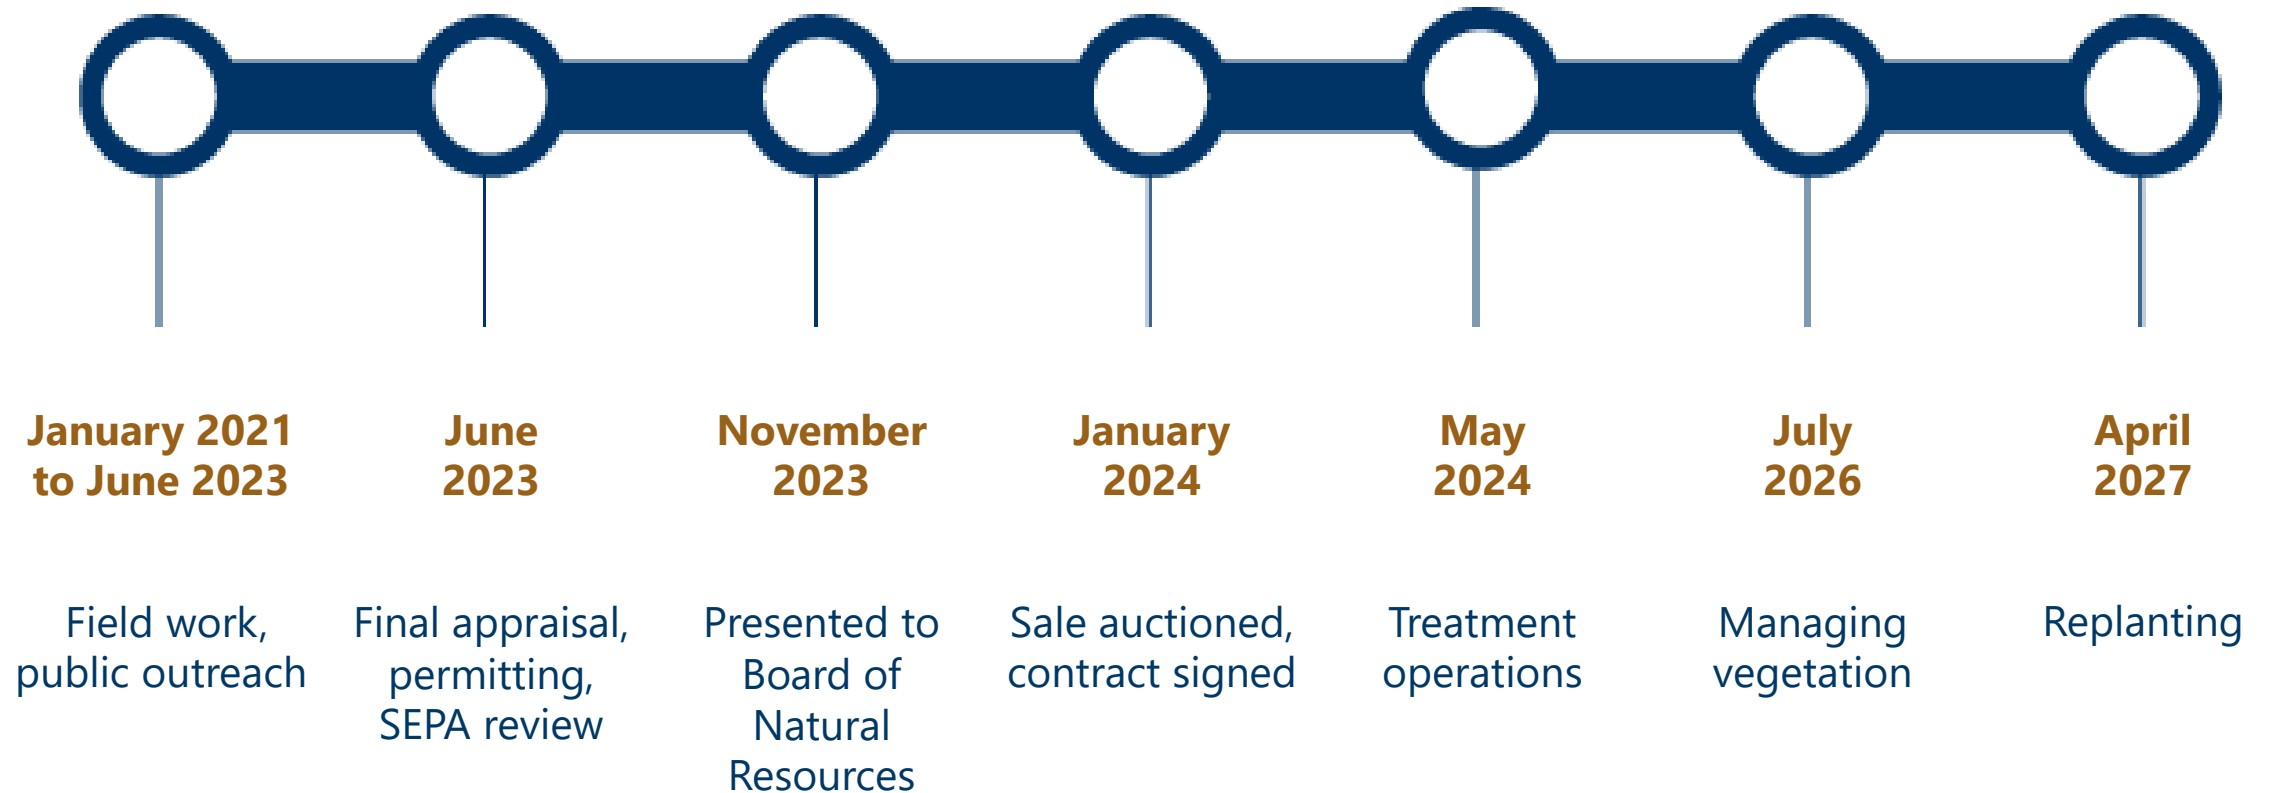 January 2021
to June 2023
June
2023
November
2023
January
2024
May
2024
July
2026
April
2027
Field work,
public outreach
Final appraisal,
permitting,
SEPA review
Presented to
Board of
Natural
Resources
Sale auctioned,
contract signed
Treatment
operations
Managing
vegetation
Replanting